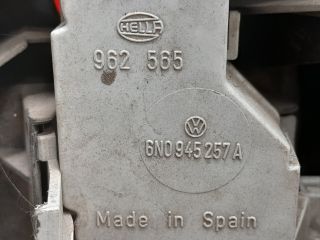 HELLA
962 565
VW
6N0 945 257 A
Made in Spain